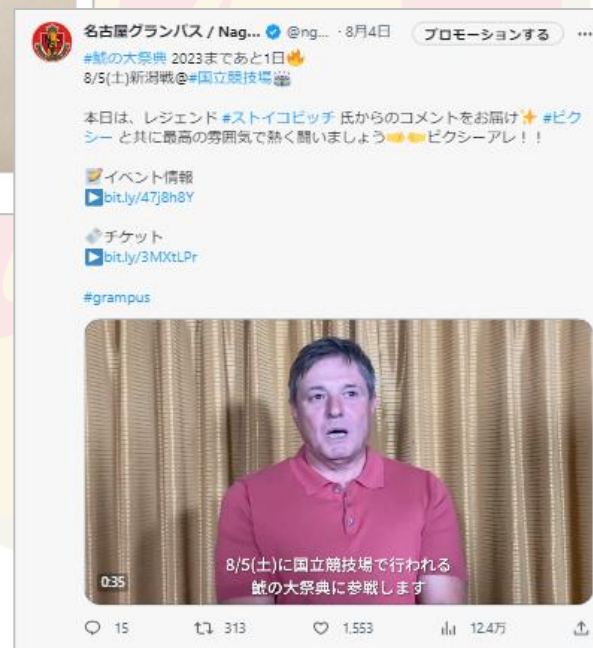 名古屋グランパス / Nag... @ng... ·8月4日 プロモーションする ...
#鯱の大祭典 2023まであと1日🔥
8/5(土)新潟戦@#国立競技場🏟
本日は、レジェンド #ストイコビッチ 氏からのコメントをお届け✨ #ピク
シー と共に最高の雰囲気で熱く闘いましょう🤜🤛ピクシーアレ！！
📝イベント情報
▶bit.ly/47j8h8Y
🎫チケット
▶bit.ly/3MXtLPr
#grampus
8/5(土)に国立競技場で行われる
鯱の大祭典に参戦します
0:35
15 313 1,553 12.4万